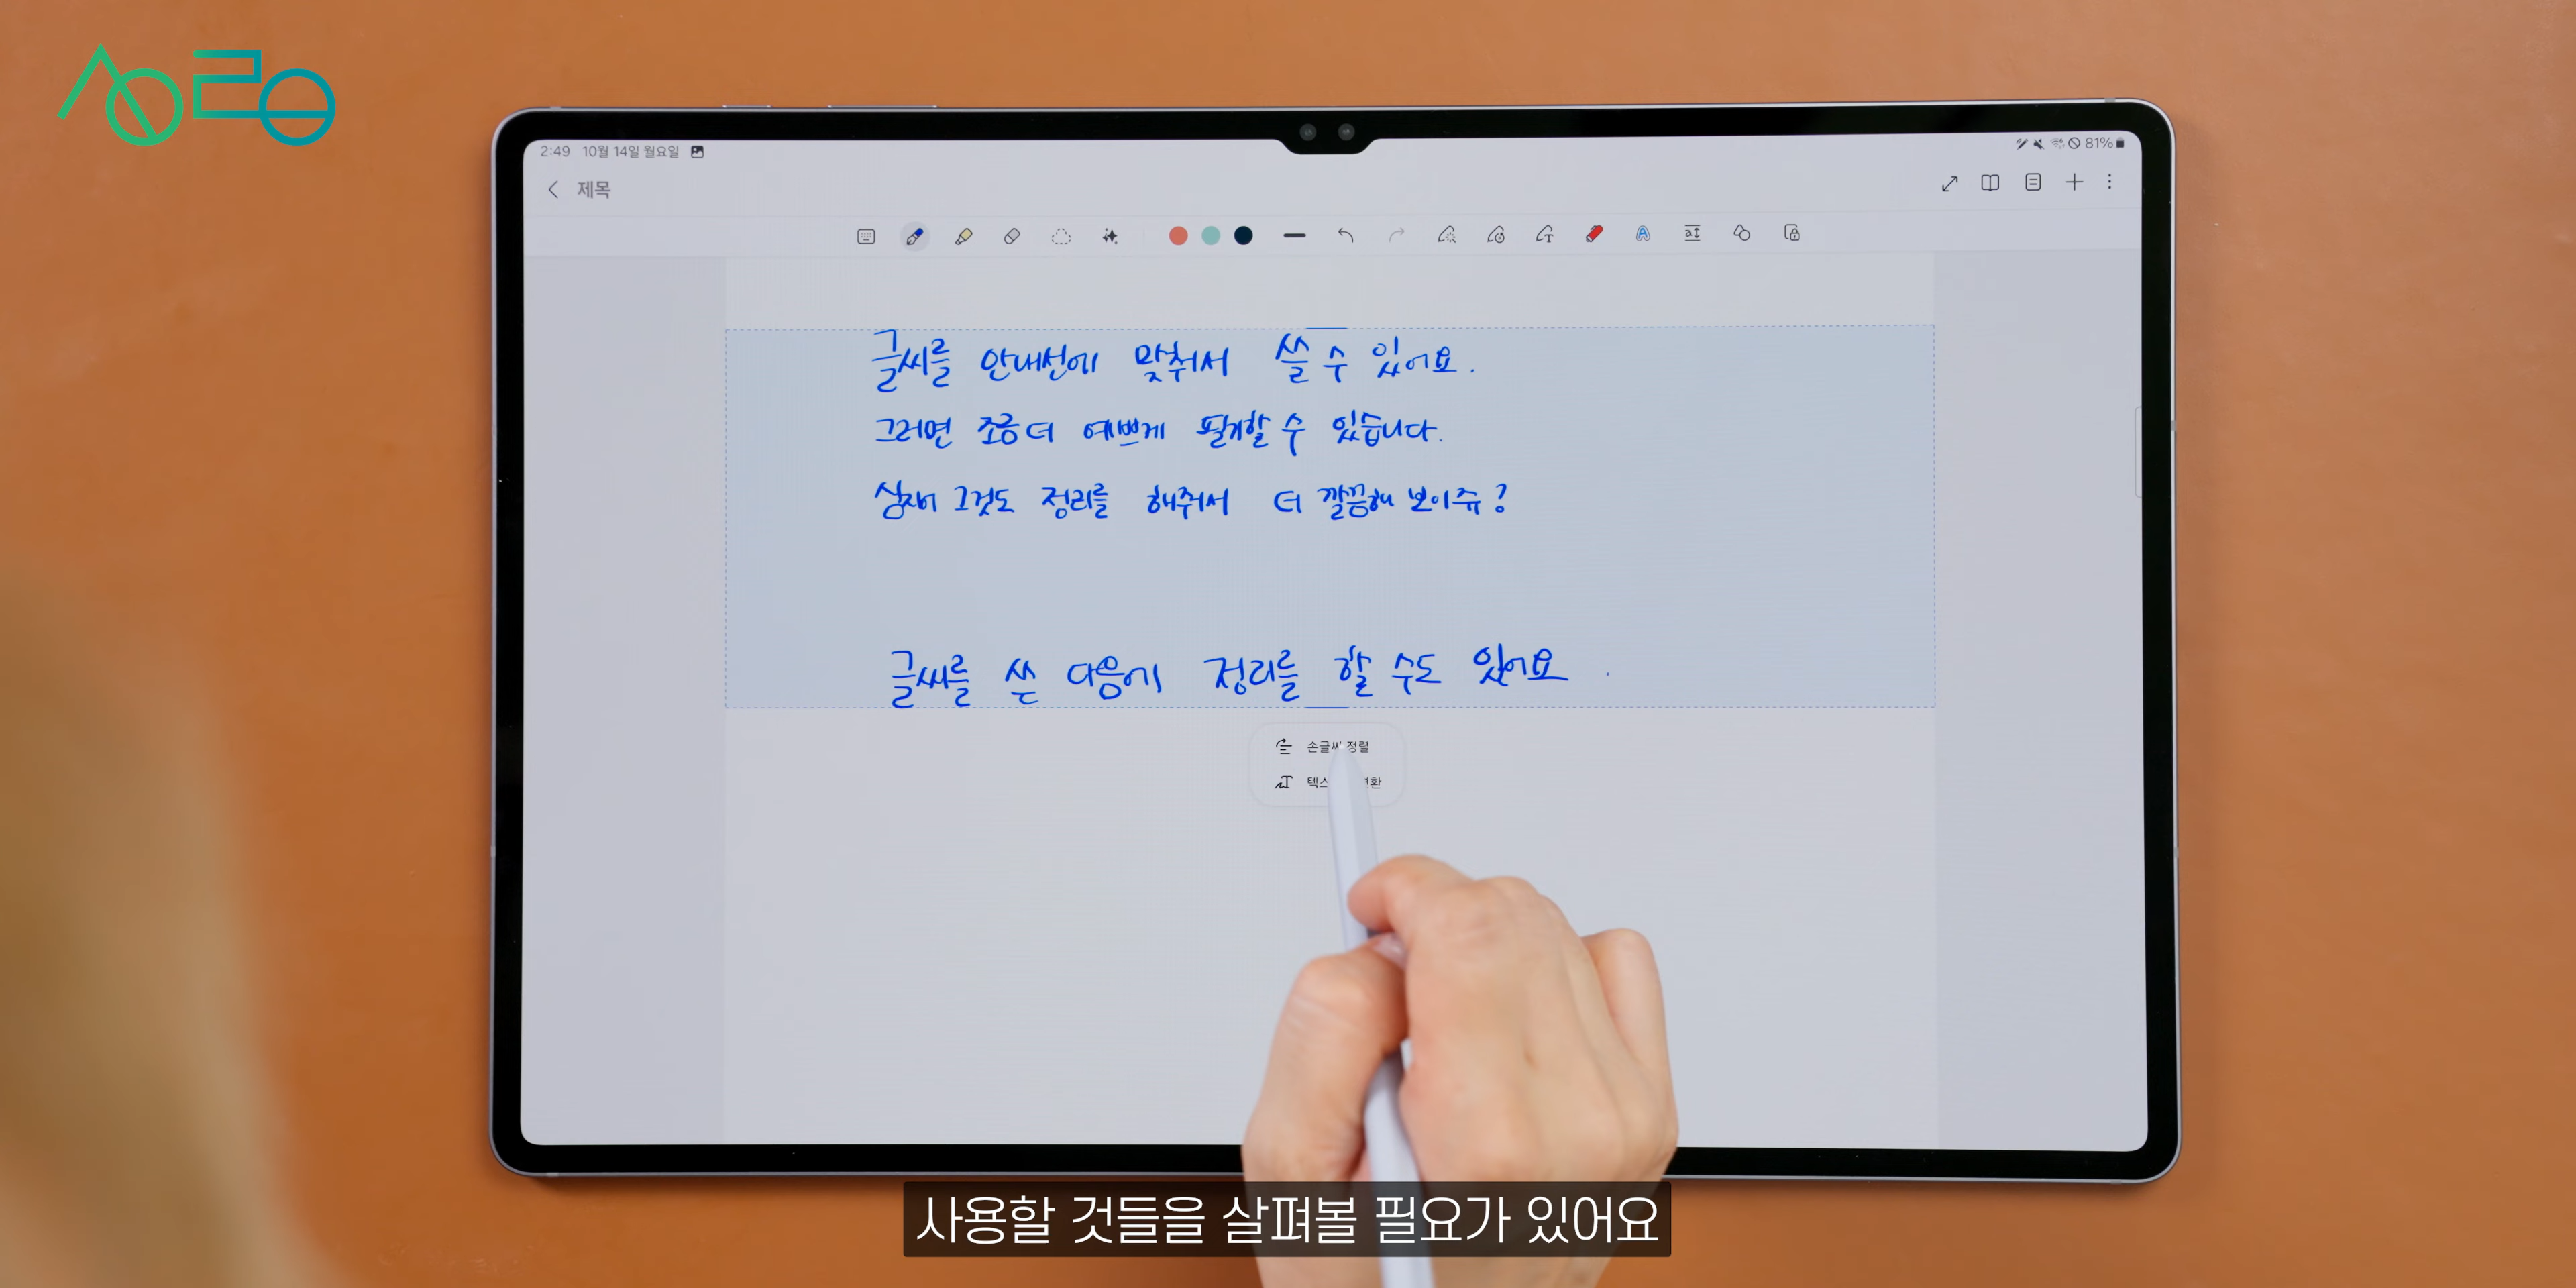 2:49 10월 14일 월요일
81%
제목
글씨를 안내선에 맞춰서 쓸 수 있어요.
그러면 조금 더 예쁘게 필기할 수 있습니다.
심지어 그것도 정리를 해줘서 더 깔끔해 보이쥬?
글씨를 쓴 다음에 정리를 할 수도 있어요.
손글씨 정렬
사용할 것들을 살펴볼 필요가 있어요